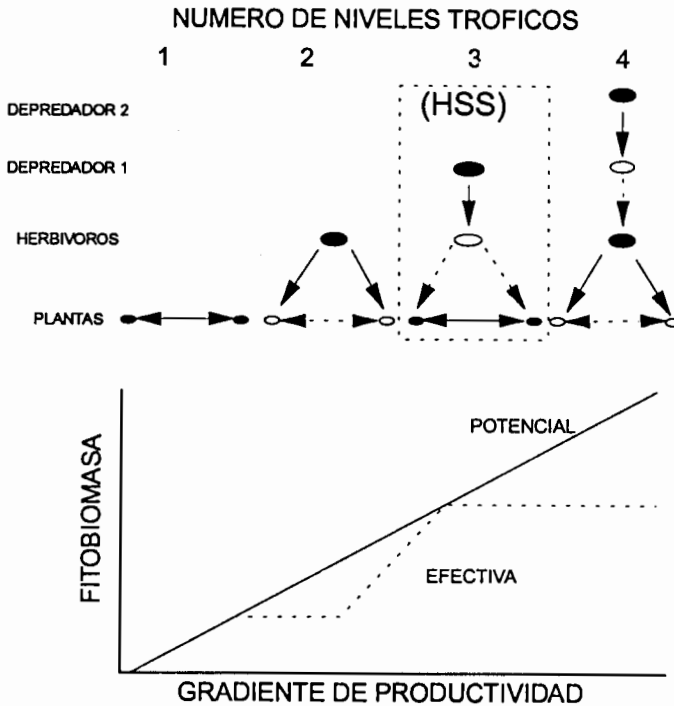 NUMERO DE NIVELES TROFICOS
1 2 3 4
(HSS)
DEPREDADOR 2
DEPREDADOR 1
HERBIVOROS
PLANTAS
POTENCIAL
EFECTIVA
FITOBIOMASA
GRADIENTE DE PRODUCTIVIDAD